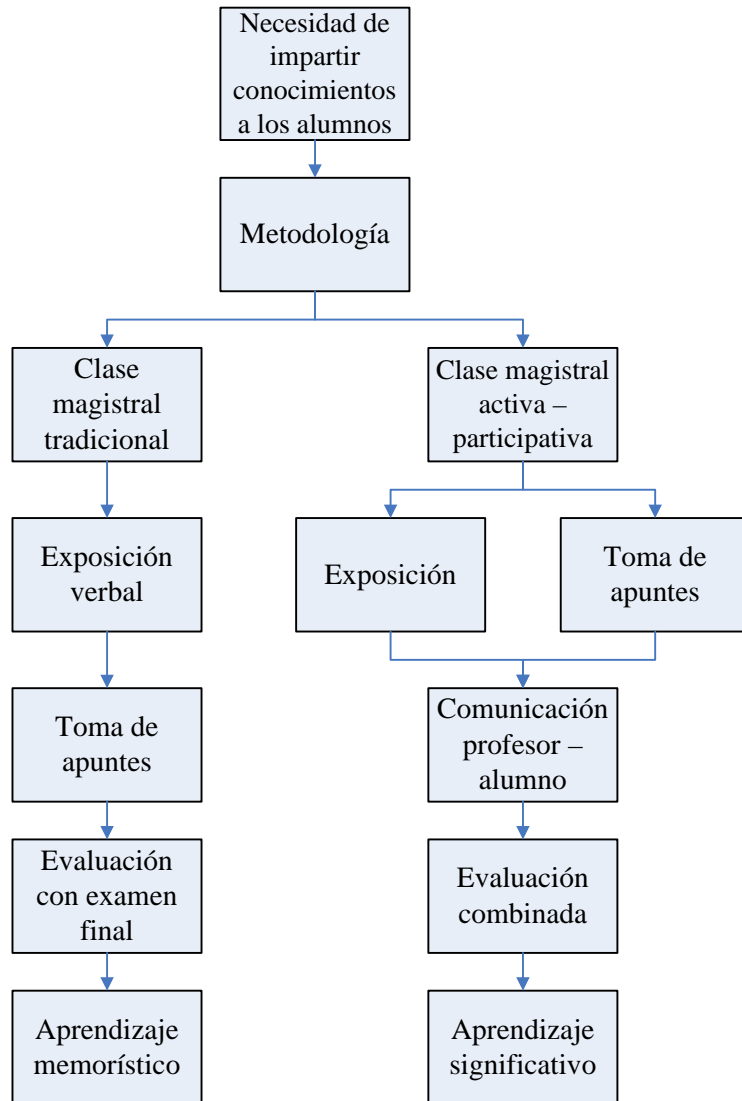 Necesidad de
impartir
conocimientos
a los alumnos
Metodología
Clase
magistral
tradicional
Clase magistral
activa –
participativa
Exposición
verbal
Exposición
Toma de
apuntes
Toma de
apuntes
Comunicación
profesor –
alumno
Evaluación
con examen
final
Evaluación
combinada
Aprendizaje
memorístico
Aprendizaje
significativo